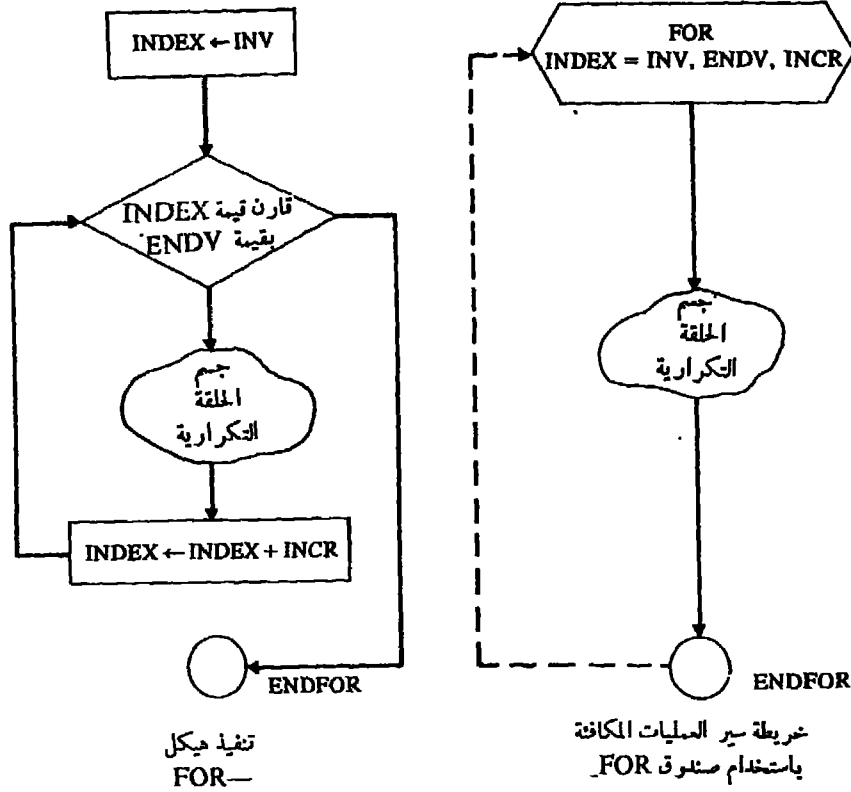 INDEX ← INV
قارن قيمة INDEX
بقيمة ENDV
جسم
الحلقة
التكرارية
INDEX ← INDEX + INCR
ENDFOR
تنفيذ هيكل
FOR—
FOR
INDEX = INV, ENDV, INCR
جسم
الحلقة
التكرارية
ENDFOR
خريطة سير العمليات المكافئة
باستخدام صندوق FOR